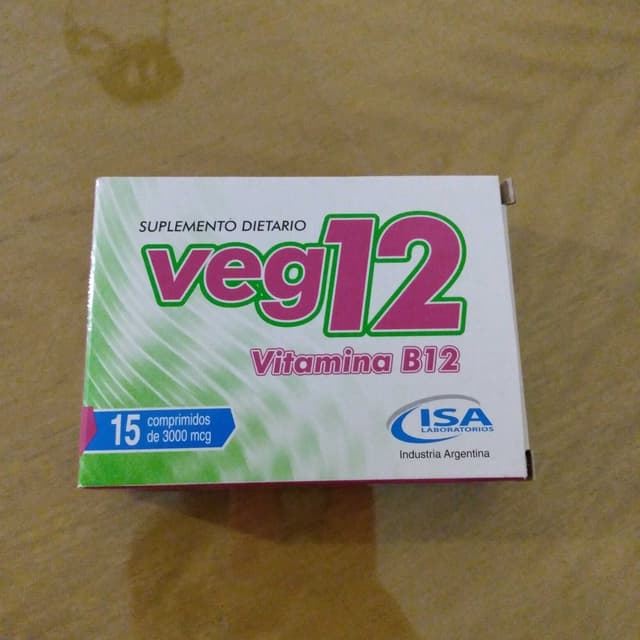 SUPLEMENTO DIETARIO
veg12
Vitamina B12
15 comprimidos
de 3000 mcg
ISA
LABORATORIOS
Industria Argentina